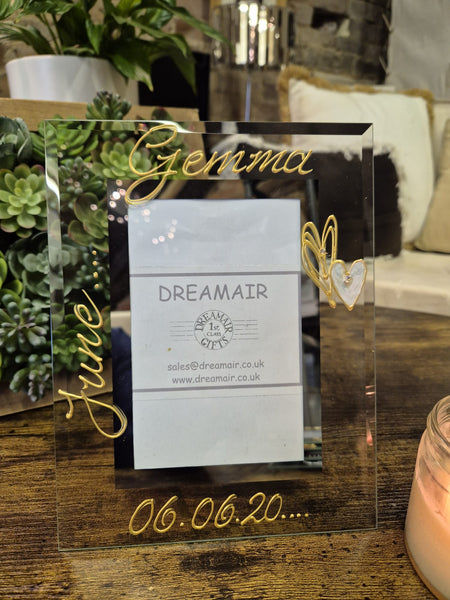 Gemma
June...
DREAMAIR
DREAMAIR
1st
CLASS
GIFTS
sales@dreamair.co.uk
www.dreamair.co.uk
06.06.20....